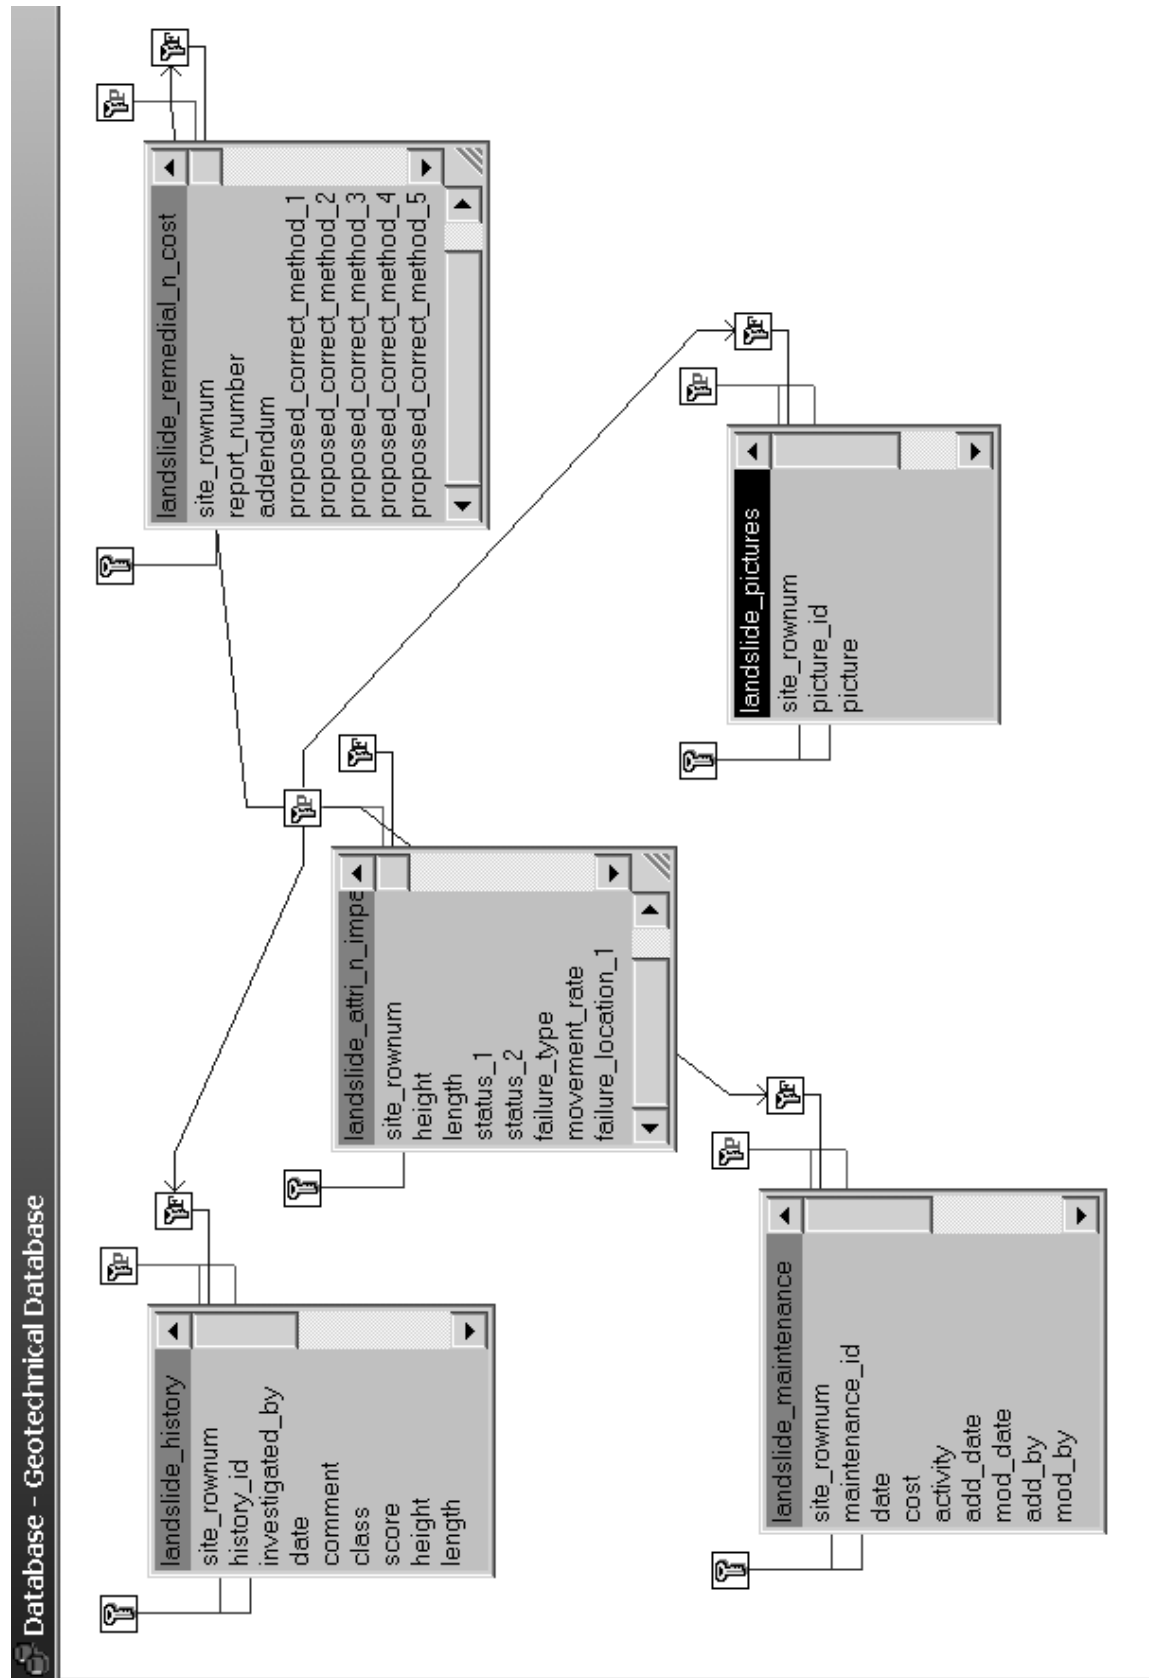 Database - Geotechnical Database
landslide_history
site_rownum
history_id
investigated_by
date
comment
class
score
height
length
landslide_attri_n_impa
site_rownum
height
length
status_1
status_2
failure_type
movement_rate
failure_location_1
landslide_remedial_n_cost
site_rownum
report_number
addendum
proposed_correct_method_1
proposed_correct_method_2
proposed_correct_method_3
proposed_correct_method_4
proposed_correct_method_5
landslide_maintenance
site_rownum
maintenance_id
date
cost
activity
add_date
mod_date
add_by
mod_by
landslide_pictures
site_rownum
picture_id
picture
P
F
P
F
P
F
P
F
P
F